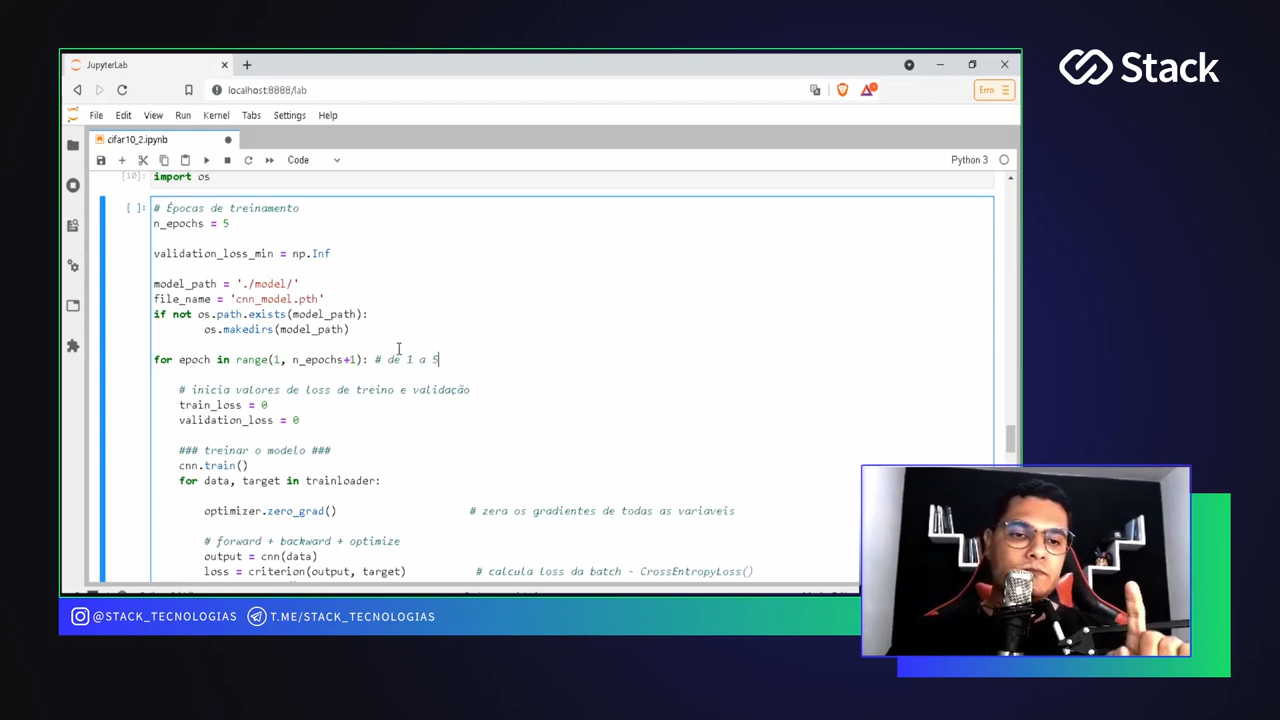 Stack
JupyterLab
localhost:8888/lab
Erro
File Edit View Run Kernel Tabs Settings Help
cifar10_2.ipynb
Code
Python 3
[10]: import os
[ ]: # Épocas de treinamento
n_epochs = 5
validation_loss_min = np.Inf
model_path = './model/'
file_name = 'cnn_model.pth'
if not os.path.exists(model_path):
os.makedirs(model_path)
for epoch in range(1, n_epochs+1): # de 1 a 5
# inicia valores de loss de treino e validação
train_loss = 0
validation_loss = 0
### treinar o modelo ###
cnn.train()
for data, target in trainloader:
optimizer.zero_grad() # zera os gradientes de todas as variaveis
# forward + backward + optimize
output = cnn(data)
loss = criterion(output, target) # calcula loss da batch - CrossEntropyLoss()
@STACK_TECNOLOGIAS T.ME/STACK_TECNOLOGIAS